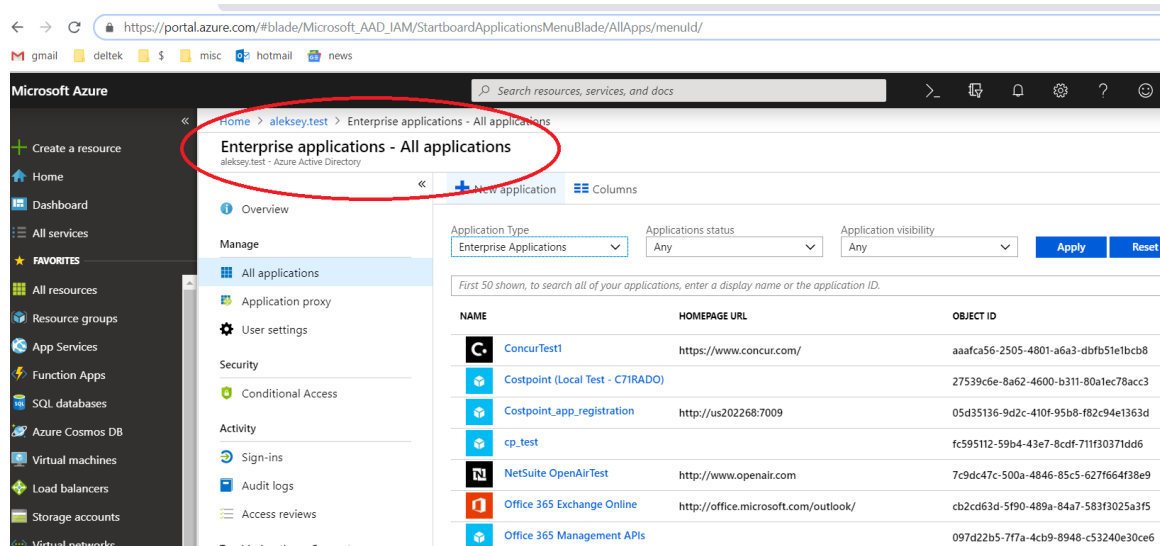 https://portal.azure.com/#blade/Microsoft_AAD_IAM/StartboardApplicationsMenuBlade/AllApps/menuId/
gmail deltek $ misc hotmail news
Microsoft Azure
Search resources, services, and docs
Home > aleksey.test > Enterprise applications - All applications
Enterprise applications - All applications
aleksey.test - Azure Active Directory
Create a resource
Home
Dashboard
All services
FAVORITES
All resources
Resource groups
App Services
Function Apps
SQL databases
Azure Cosmos DB
Virtual machines
Load balancers
Storage accounts
Virtual networks
Overview
Manage
All applications
Application proxy
User settings
Security
Conditional Access
Activity
Sign-ins
Audit logs
Access reviews
New application Columns
Application Type Applications status Application visibility
Enterprise Applications Any Any Apply Reset
First 50 shown, to search all of your applications, enter a display name or the application ID.
NAME HOMEPAGE URL OBJECT ID
ConcurTest1 https://www.concur.com/ aaafca56-2505-4801-a6a3-dbfb51e1bcb8
Costpoint (Local Test - C71RADO) 27539c6e-8a62-4600-b311-80a1ec78acc3
Costpoint_app_registration http://us202268:7009 05d35136-9d2c-410f-95b8-f82c94e1363d
cp_test fc595112-59b4-43e7-8cdf-711f30371dd6
NetSuite OpenAirTest http://www.openair.com 7c9dc47c-500a-4846-85c5-627f664f38e9
Office 365 Exchange Online http://office.microsoft.com/outlook/ cb2cd63d-5f90-489a-84a7-583f3025a3f5
Office 365 Management APIs 097d22b5-7f7a-4cb9-8948-c53240e30ce6